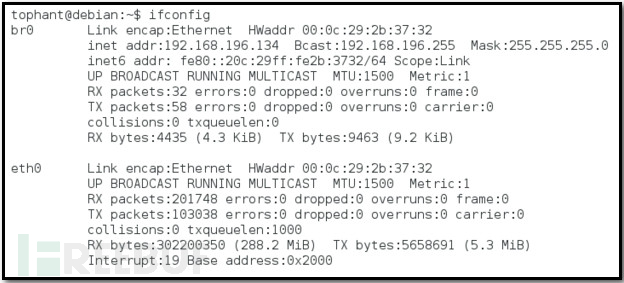 tophant@debian:~$ ifconfig
br0       Link encap:Ethernet  HWaddr 00:0c:29:2b:37:32
          inet addr:192.168.196.134  Bcast:192.168.196.255  Mask:255.255.255.0
          inet6 addr: fe80::20c:29ff:fe2b:3732/64 Scope:Link
          UP BROADCAST RUNNING MULTICAST  MTU:1500  Metric:1
          RX packets:32 errors:0 dropped:0 overruns:0 frame:0
          TX packets:58 errors:0 dropped:0 overruns:0 carrier:0
          collisions:0 txqueuelen:0
          RX bytes:4435 (4.3 KiB)  TX bytes:9463 (9.2 KiB)
eth0      Link encap:Ethernet  HWaddr 00:0c:29:2b:37:32
          UP BROADCAST RUNNING MULTICAST  MTU:1500  Metric:1
          RX packets:201748 errors:0 dropped:0 overruns:0 frame:0
          TX packets:103038 errors:0 dropped:0 overruns:0 carrier:0
          collisions:0 txqueuelen:1000
          RX bytes:302200350 (288.2 MiB)  TX bytes:5658691 (5.3 MiB)
          Interrupt:19 Base address:0x2000
FREEBUF